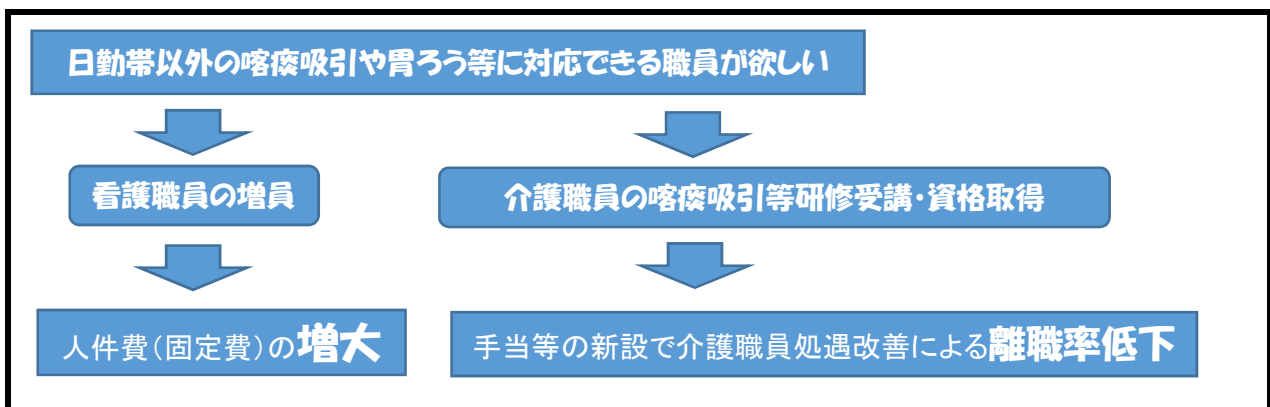 日勤帯以外の喀痰吸引や胃ろう等に対応できる職員が欲しい
看護職員の増員
介護職員の喀痰吸引等研修受講・資格取得
人件費(固定費)の増大
手当等の新設で介護職員処遇改善による離職率低下